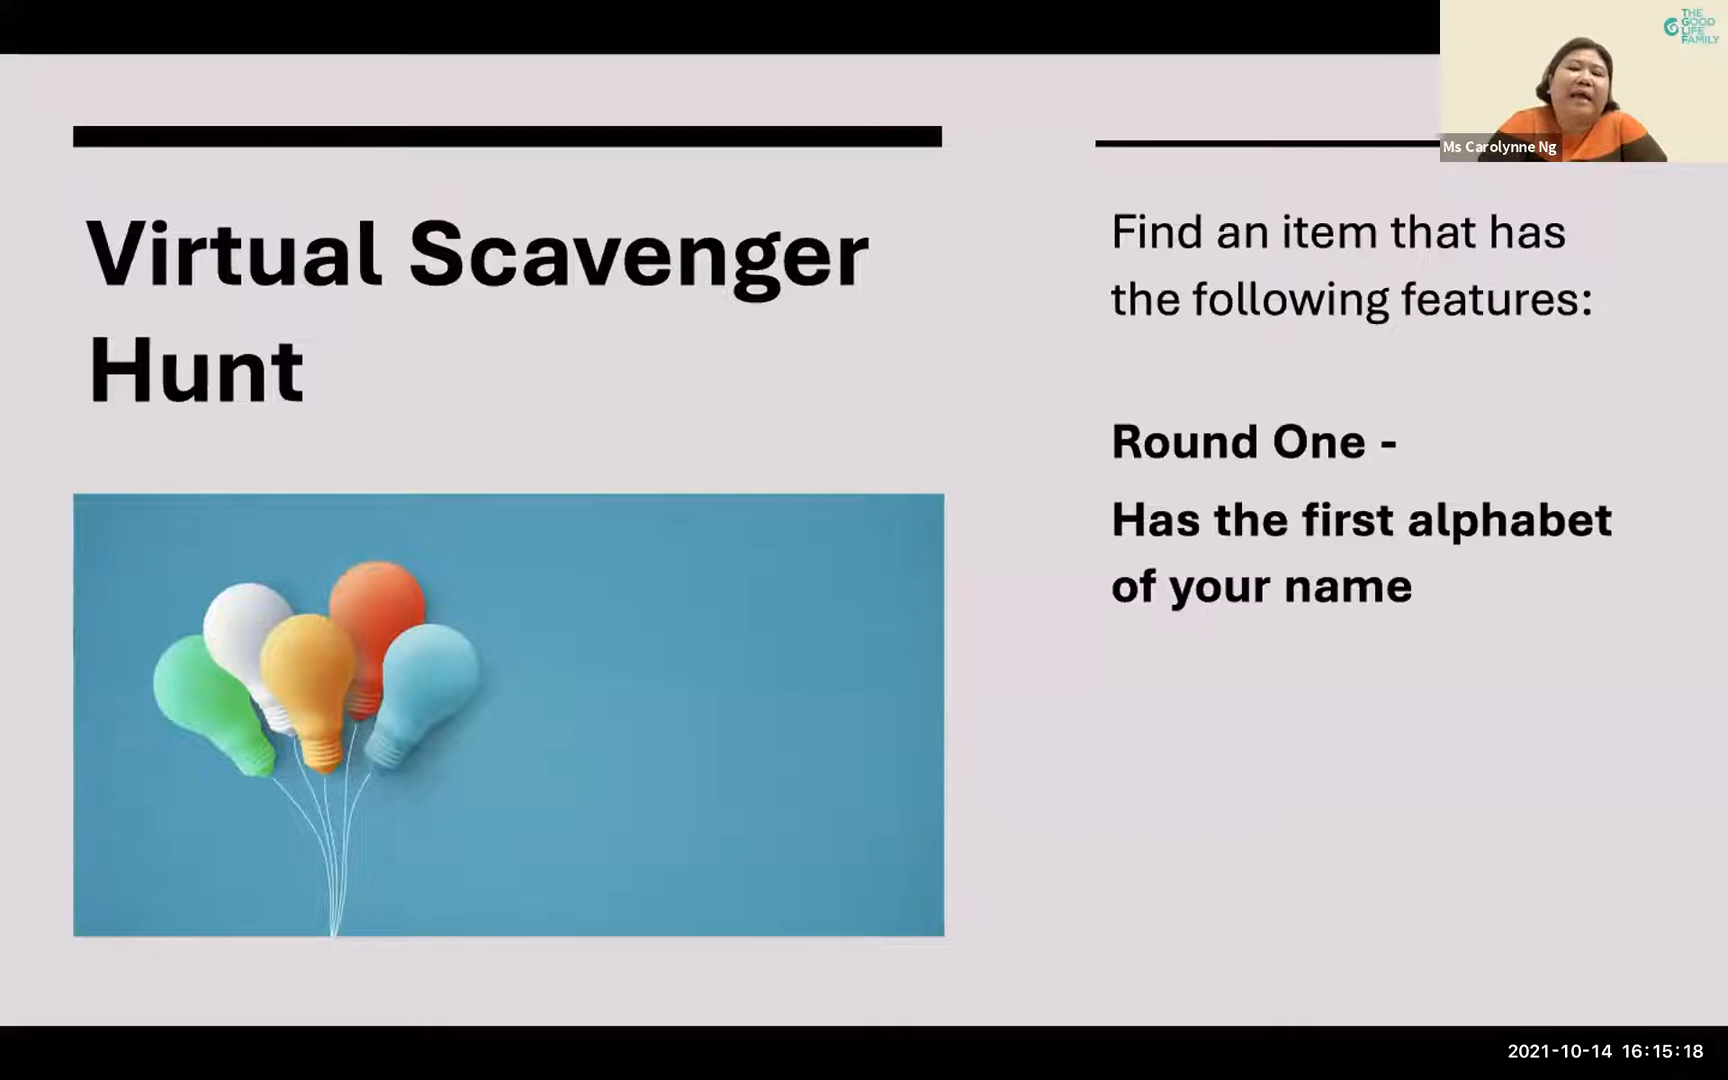 THE
GOOD
LIFE
FAMILY
Ms Carolynne Ng
Virtual Scavenger
Hunt
Find an item that has
the following features:
Round One -
Has the first alphabet
of your name
2021-10-14 16:15:18